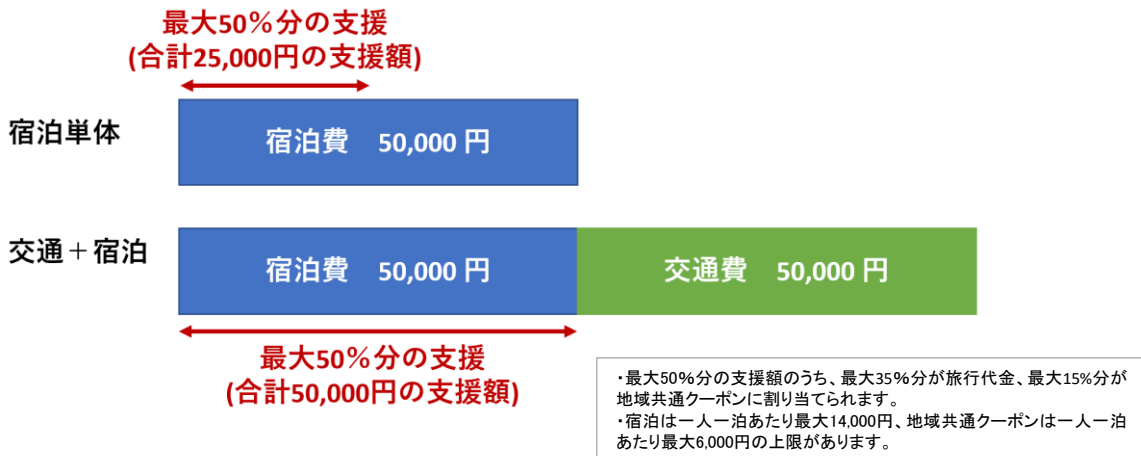 最大50％分の支援
(合計25,000円の支援額)
宿泊単体
宿泊費　50,000 円
交通＋宿泊
宿泊費　50,000 円
交通費　50,000 円
最大50％分の支援
(合計50,000円の支援額)
・最大50％分の支援額のうち、最大35％分が旅行代金、最大15％分が
地域共通クーポンに割り当てられます。
・宿泊は一人一泊あたり最大14,000円、地域共通クーポンは一人一泊
あたり最大6,000円の上限があります。